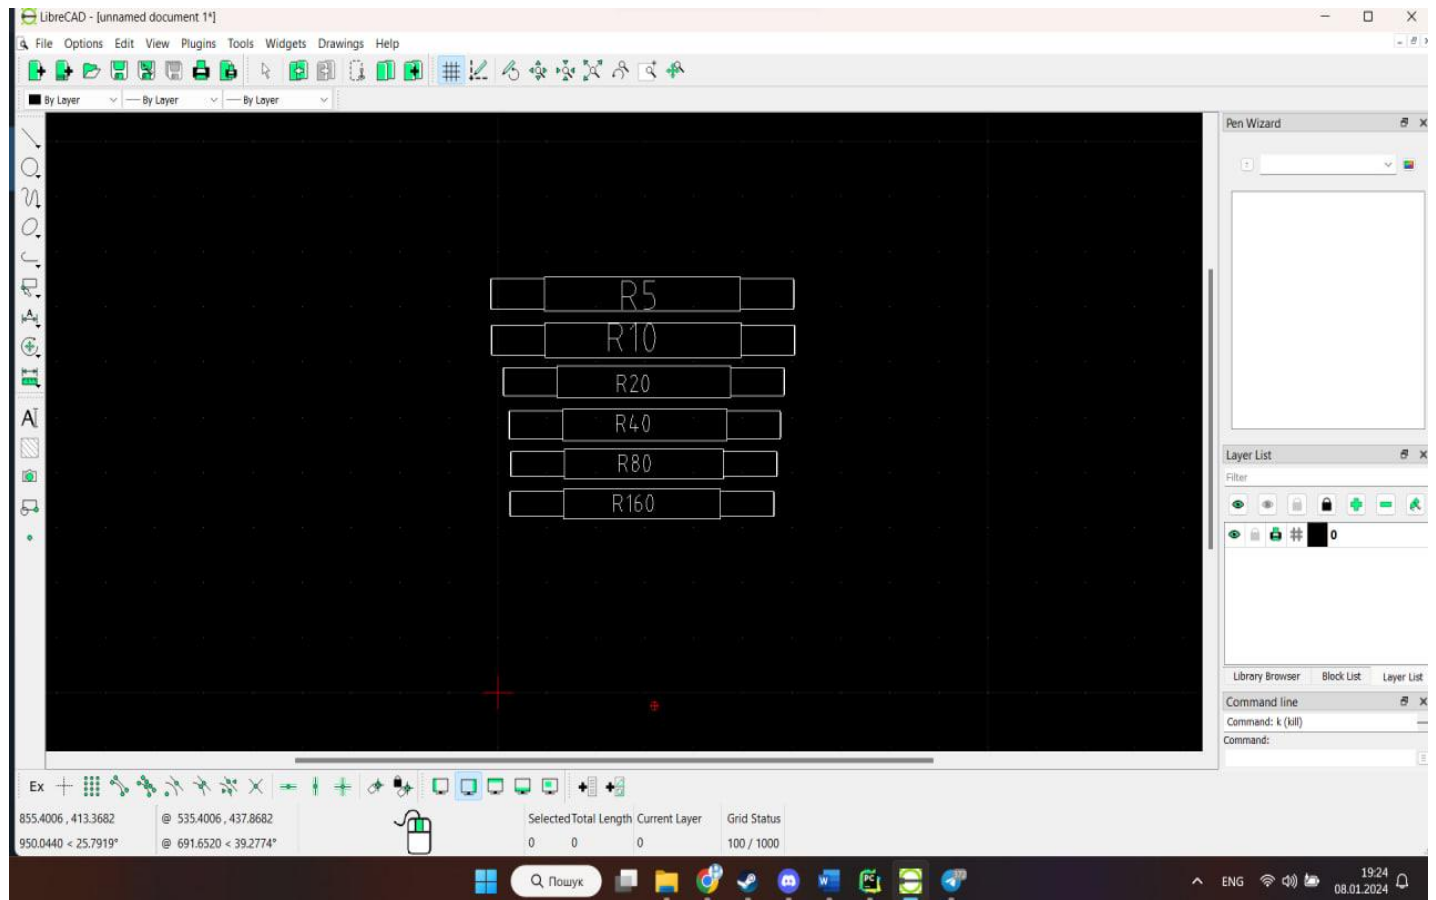 LibreCAD - [unnamed document 1*]
File Options Edit View Plugins Tools Widgets Drawings Help
By Layer By Layer By Layer
Pen Wizard
R5
R10
R20
R40
R80
R160
Layer List
Filter
0
Library Browser Block List Layer List
Command line
Command: k (kill)
Command:
Ex
855.4006 , 413.3682 @ 535.4006 , 437.8682 Selected Total Length Current Layer Grid Status
950.0440 < 25.7919° @ 691.6520 < 39.2774° 0 0 0 100 / 1000
Пошук
ENG 19:24
08.01.2024